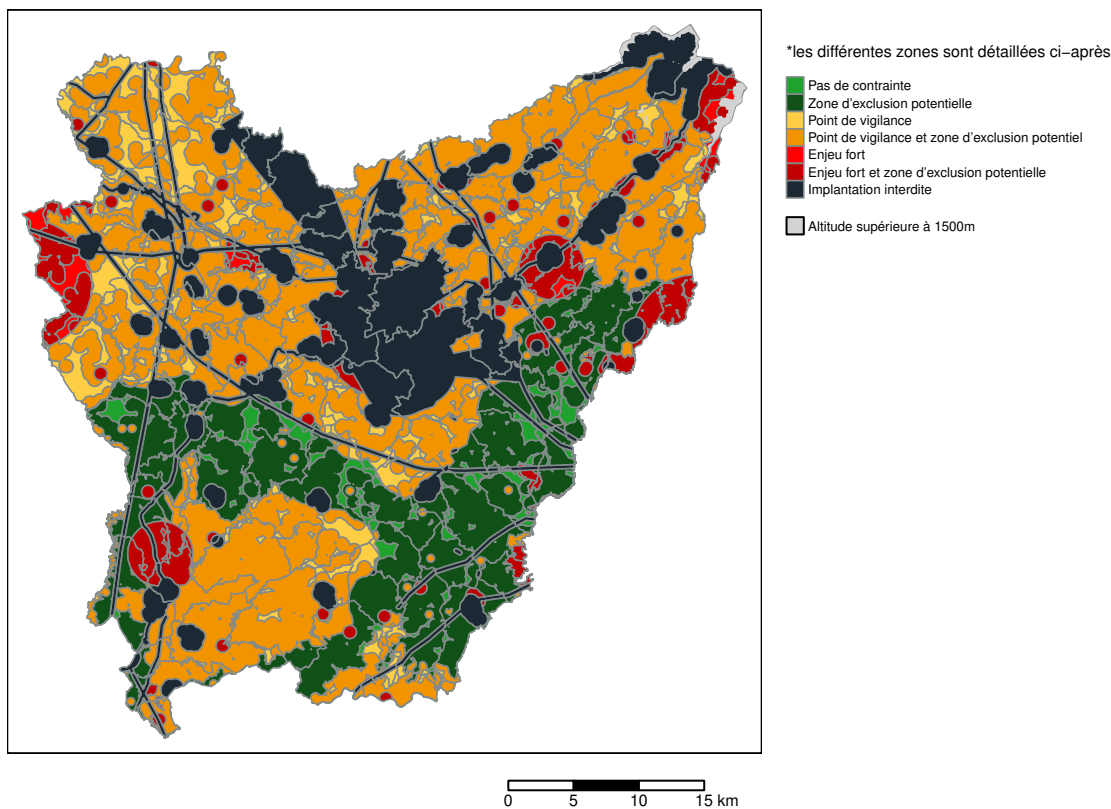 *les différentes zones sont détaillées ci–après
Pas de contrainte
Zone d'exclusion potentielle
Point de vigilance
Point de vigilance et zone d'exclusion potentiel
Enjeu fort
Enjeu fort et zone d'exclusion potentielle
Implantation interdite
Altitude supérieure à 1500m
0 5 10 15 km